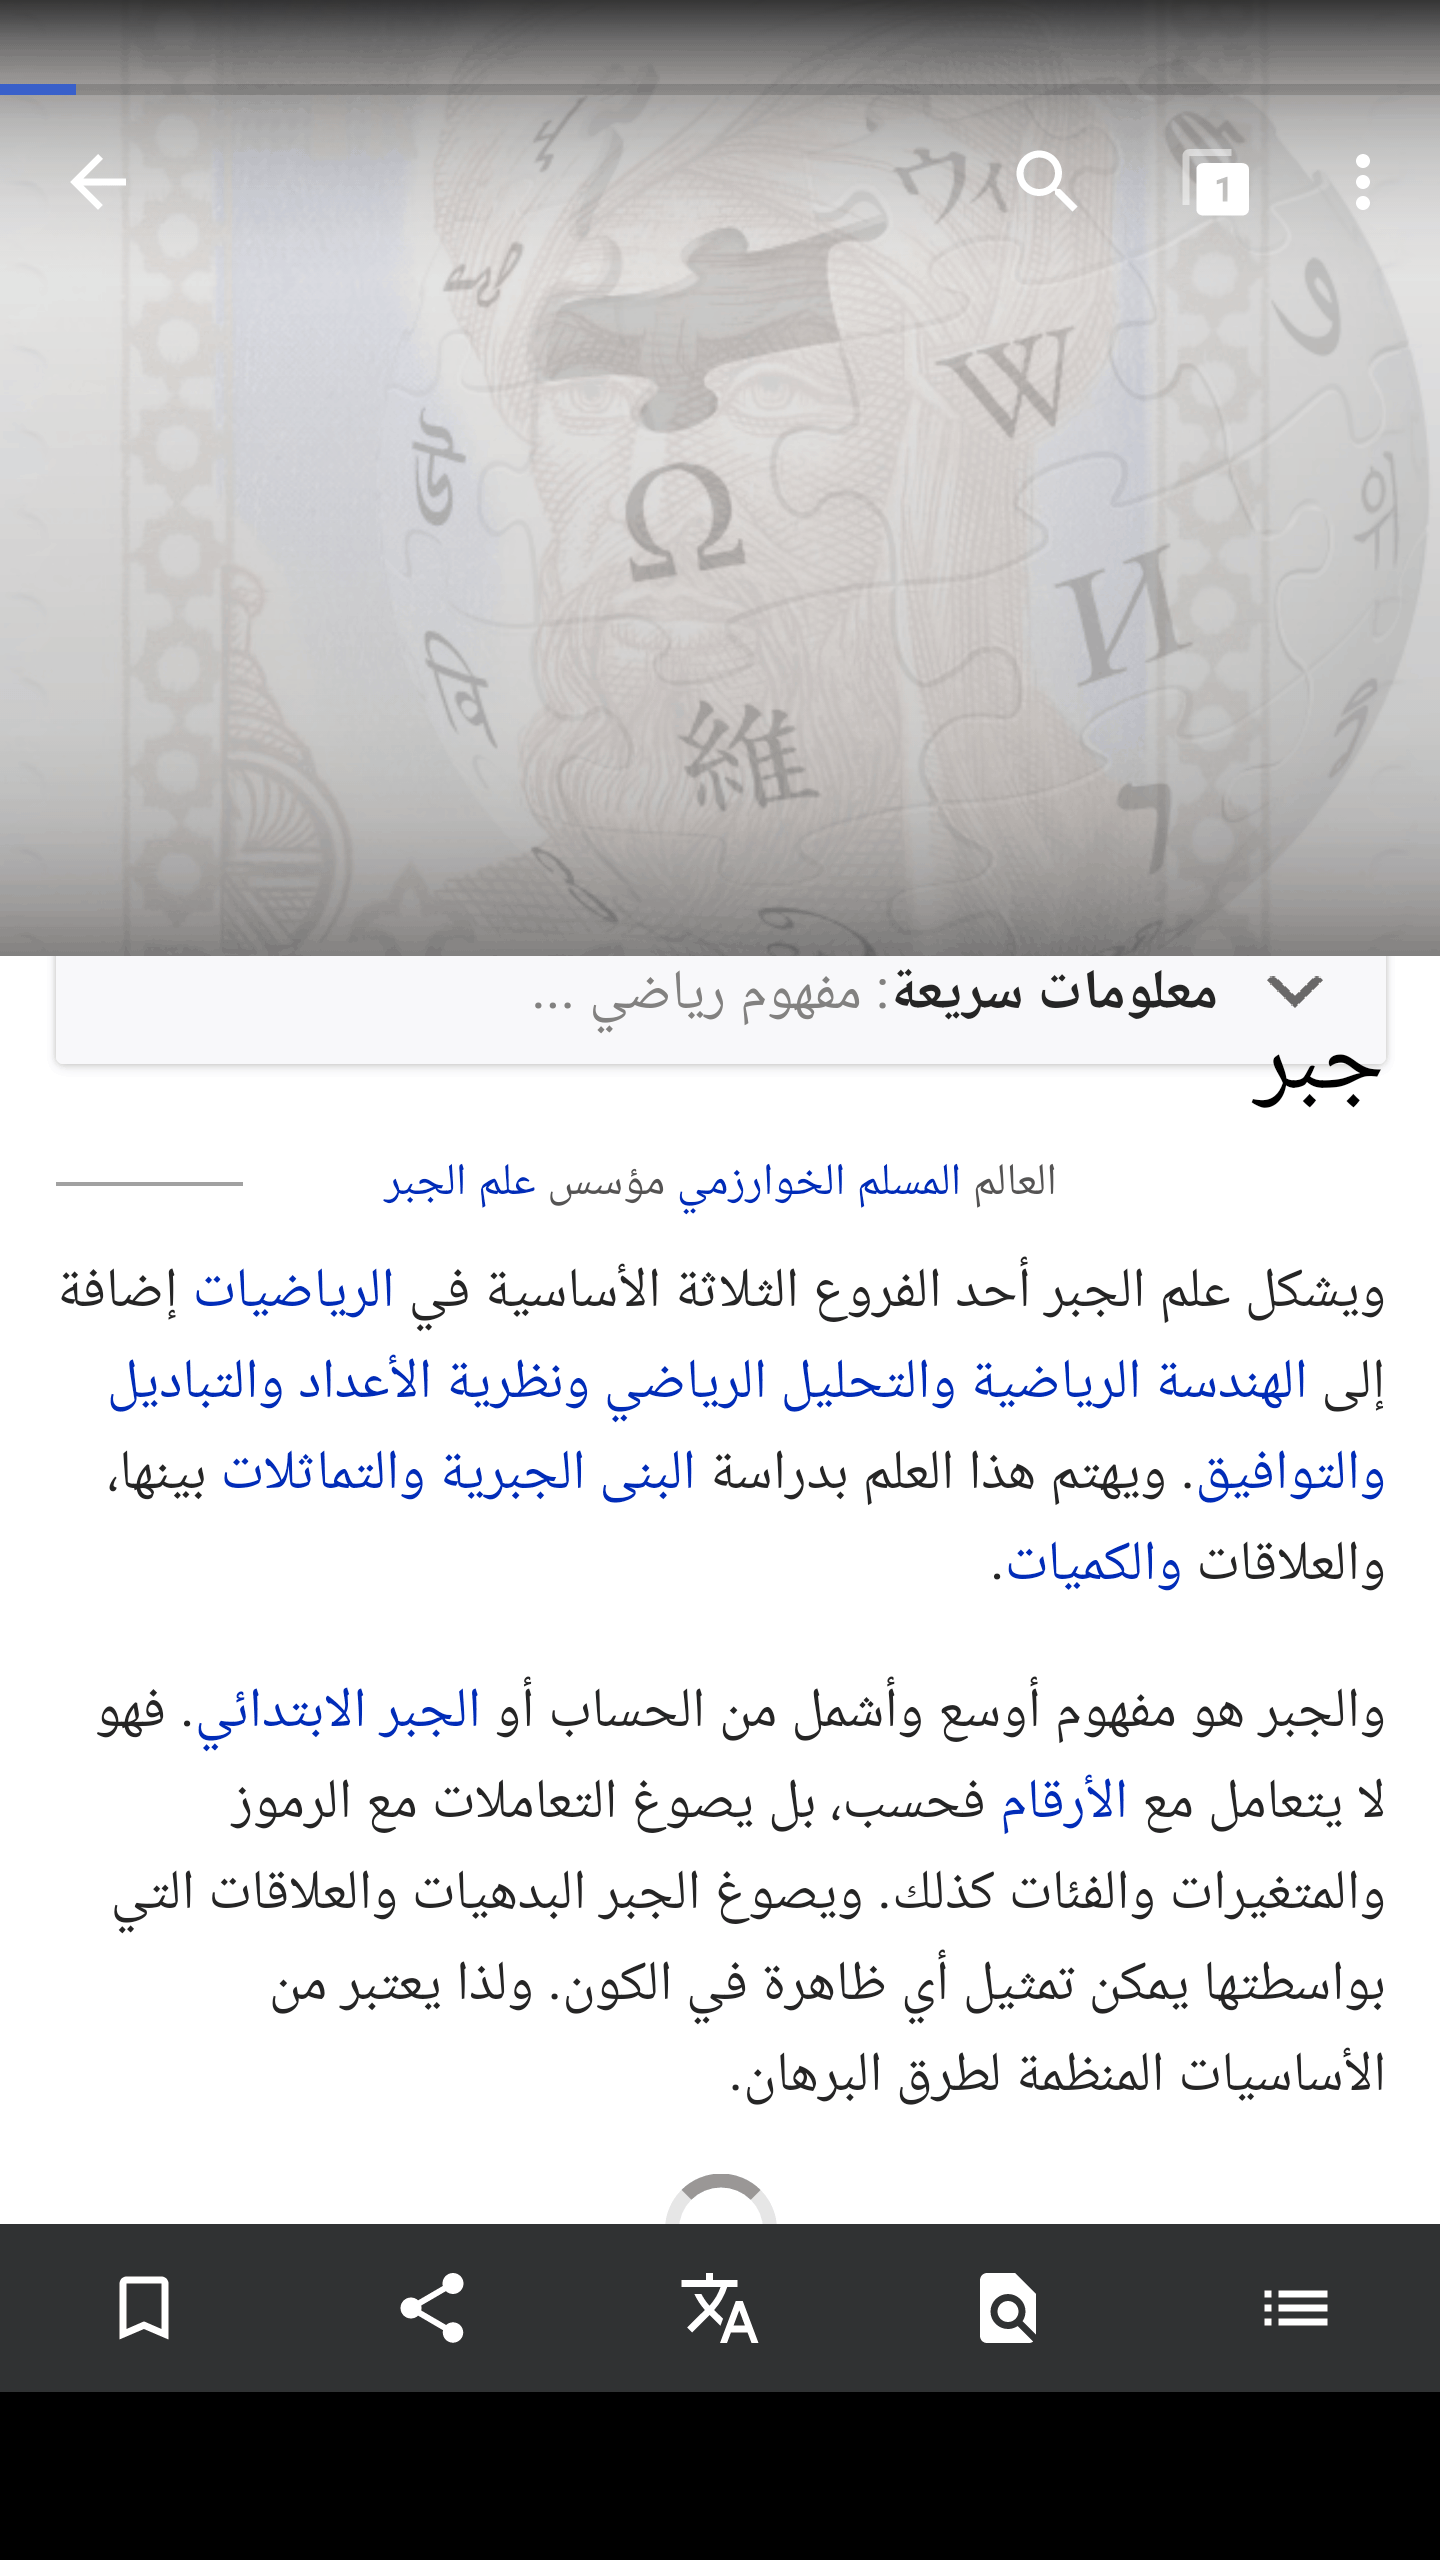 1
ウィ
W
Ω
И
維
معلومات سريعة: مفهوم رياضي ...
جبر
العالم المسلم الخوارزمي مؤسس علم الجبر
ويشكل علم الجبر أحد الفروع الثلاثة الأساسية في الرياضيات إضافة
إلى الهندسة الرياضية والتحليل الرياضي ونظرية الأعداد والتباديل
والتوافيق. ويهتم هذا العلم بدراسة البنى الجبرية والتماثلات بينها،
والعلاقات والكميات.
والجبر هو مفهوم أوسع وأشمل من الحساب أو الجبر الابتدائي. فهو
لا يتعامل مع الأرقام فحسب، بل يصوغ التعاملات مع الرموز
والمتغيرات والفئات كذلك. ويصوغ الجبر البدهيات والعلاقات التي
بواسطتها يمكن تمثيل أي ظاهرة في الكون. ولذا يعتبر من
الأساسيات المنظمة لطرق البرهان.